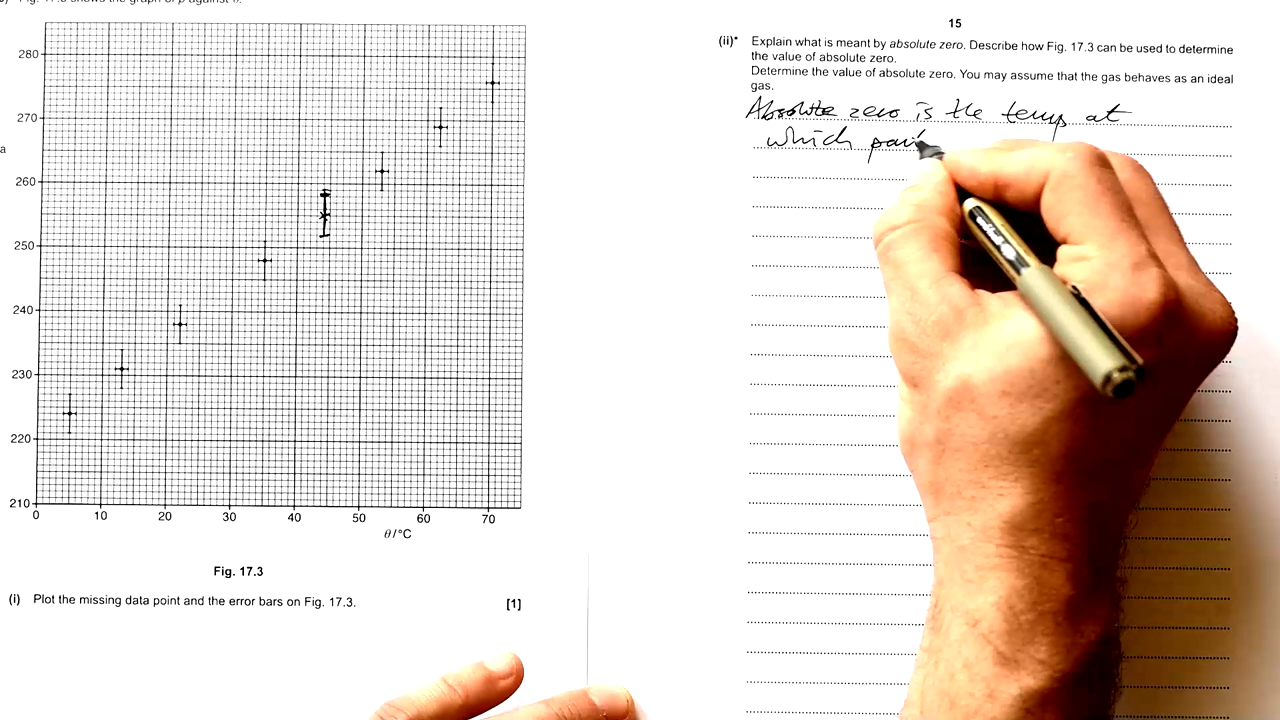 280
270
260
250
240
230
220
210
0 10 20 30 40 50 60 70
θ/°C
Fig. 17.3
(i) Plot the missing data point and the error bars on Fig. 17.3. [1]
15
(ii)* Explain what is meant by absolute zero. Describe how Fig. 17.3 can be used to determine
the value of absolute zero.
Determine the value of absolute zero. You may assume that the gas behaves as an ideal
gas.
Absolute zero is the temp at
which